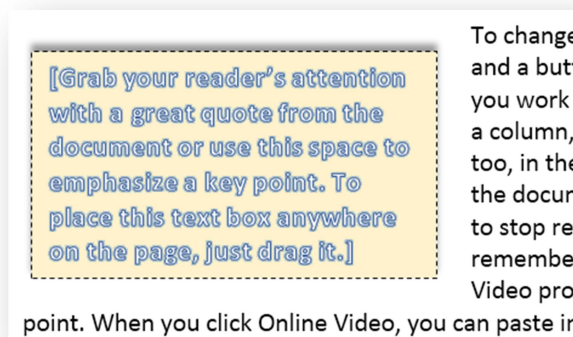 [Grab your reader's attention
with a great quote from the
document or use this space to
emphasize a key point. To
place this text box anywhere
on the page, just drag it.]
To change
and a but
you work
a column,
too, in the
the docum
to stop re
remembe
Video pro
point. When you click Online Video, you can paste in